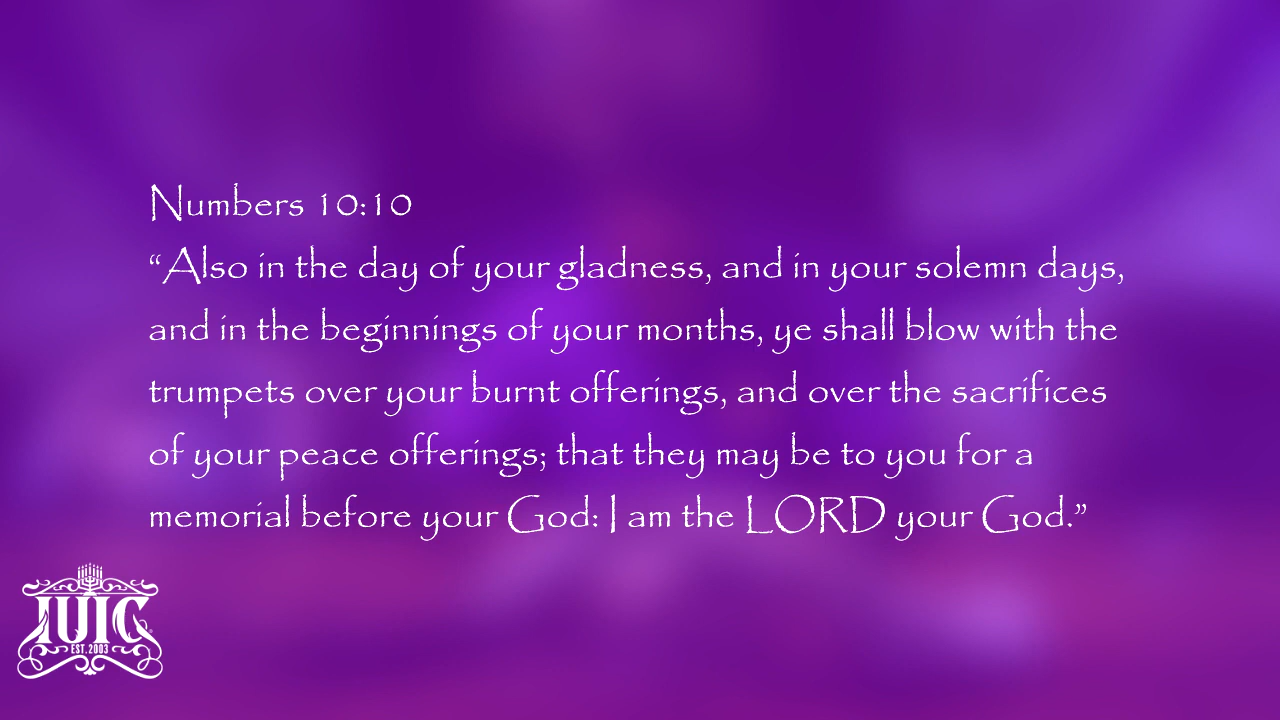 Numbers 10:10
“Also in the day of your gladness, and in your solemn days,
and in the beginnings of your months, ye shall blow with the
trumpets over your burnt offerings, and over the sacrifices
of your peace offerings; that they may be to you for a
memorial before your God: I am the LORD your God.”
IUIC
EST. 2003